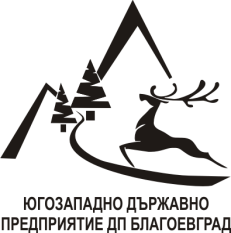 ЮГОЗАПАДНО ДЪРЖАВНО
ПРЕДПРИЯТИЕ ДП БЛАГОЕВГРАД